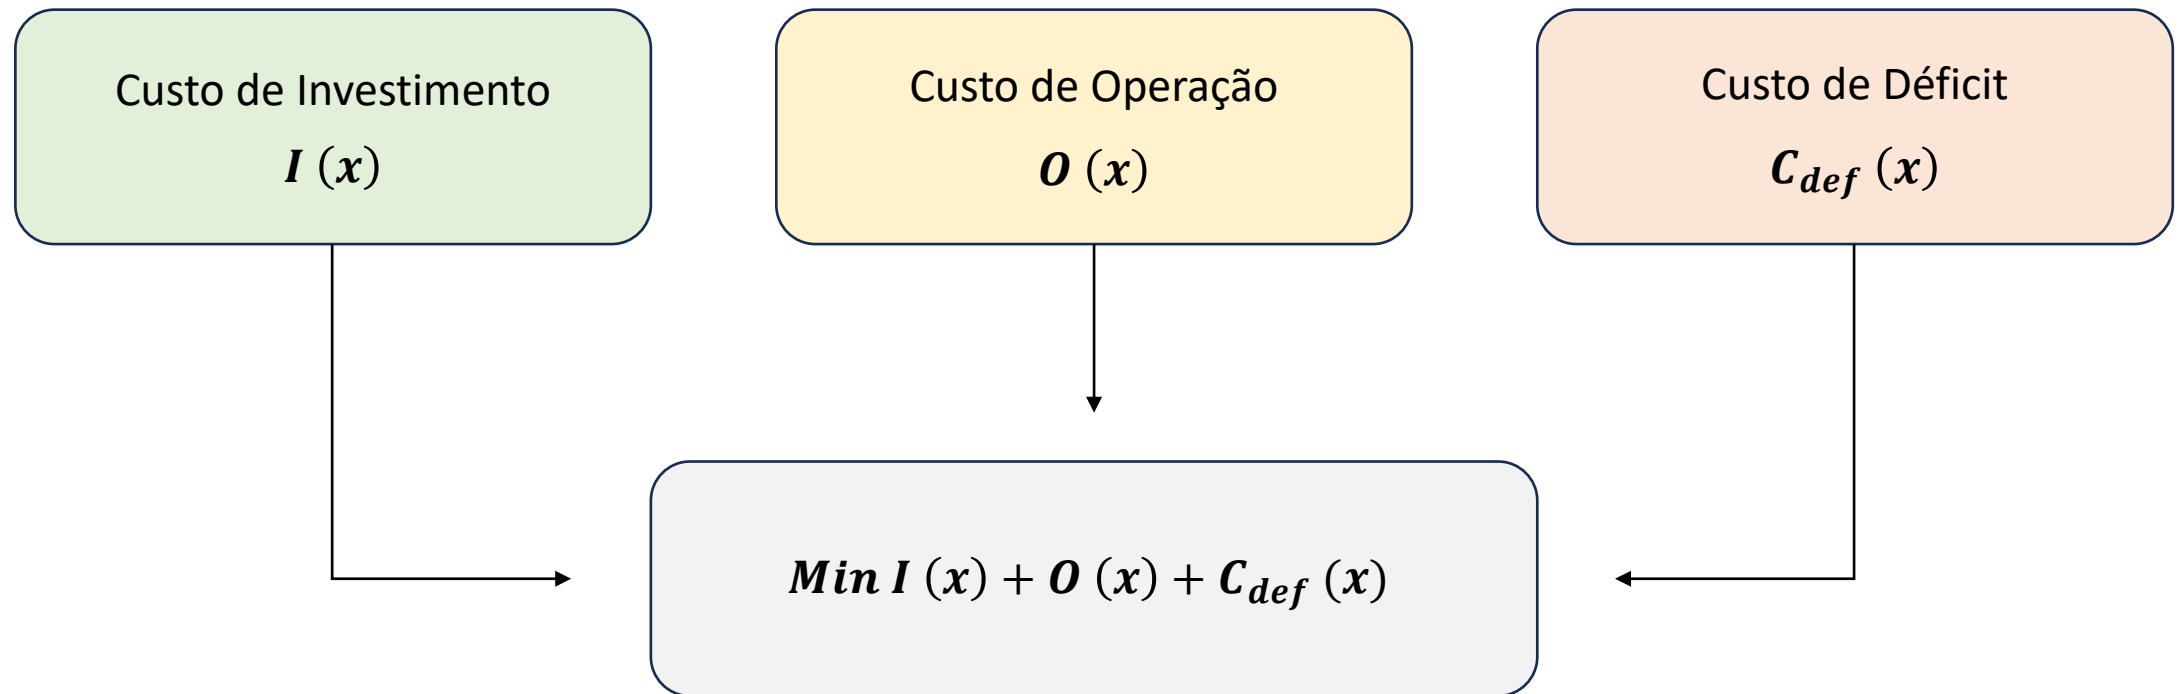 Custo de Investimento
I (x)
Custo de Operação
O (x)
Custo de Déficit
C_def (x)
Min I (x) + O (x) + C_def (x)